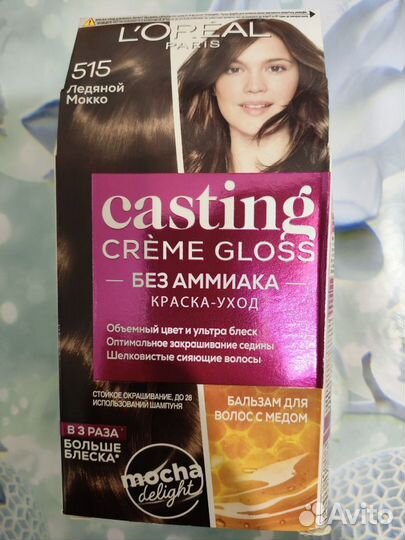 L'ORÉAL
PARIS
515
Ледяной
Мокко
casting
CRÈME GLOSS
БЕЗ АММИАКА
КРАСКА-УХОД
Объемный цвет и ультра блеск
Оптимальное закрашивание седины
Шелковистые сияющие волосы
СТОЙКОЕ ОКРАШИВАНИЕ, ДО 28
ИСПОЛЬЗОВАНИЙ ШАМПУНЯ
БАЛЬЗАМ ДЛЯ
ВОЛОС С МЕДОМ
В 3 РАЗА
БОЛЬШЕ
БЛЕСКА*
mocha
delight
Avito